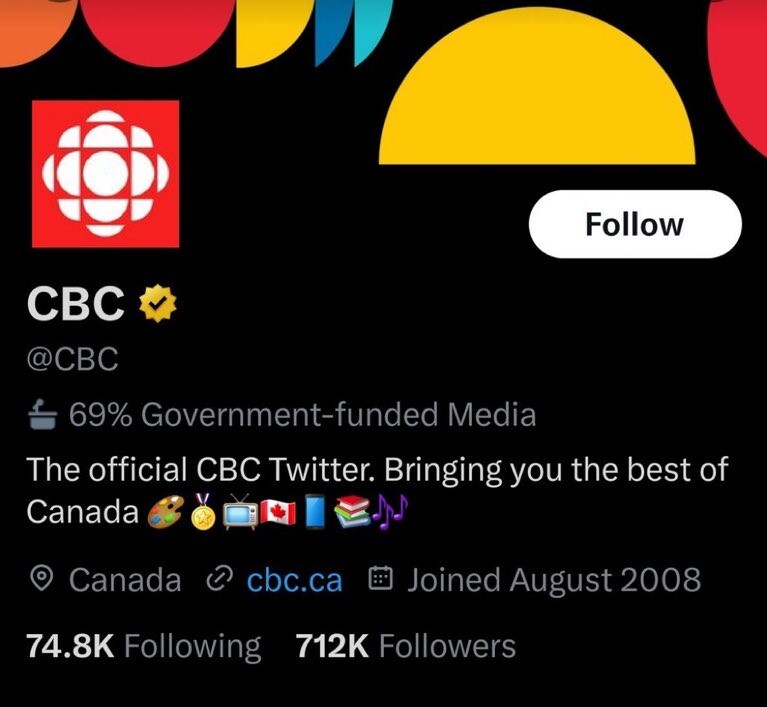 Follow
CBC
@CBC
69% Government-funded Media
The official CBC Twitter. Bringing you the best of
Canada 🎨🏅📺🇨🇦📱📚🎶
Canada cbc.ca Joined August 2008
74.8K Following 712K Followers